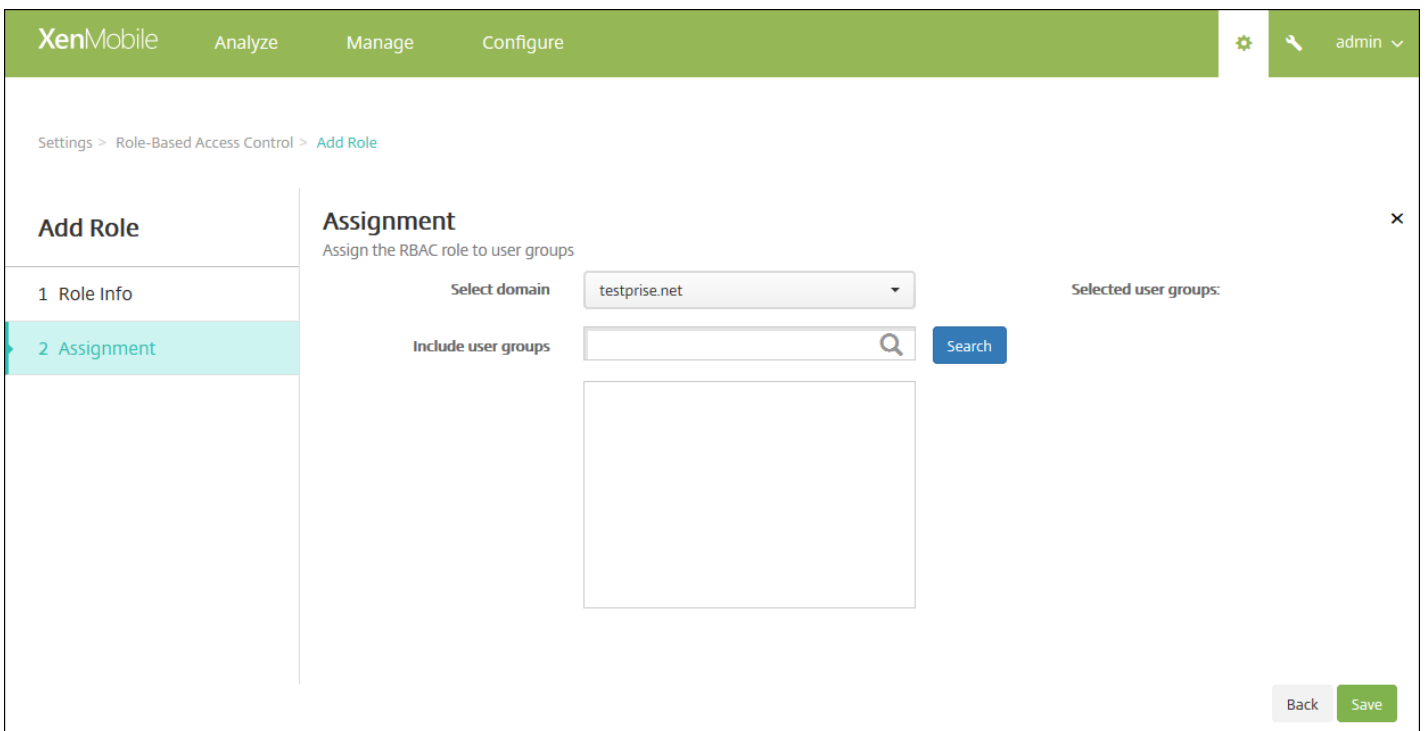 XenMobile Analyze Manage Configure admin
Settings > Role-Based Access Control > Add Role
Add Role
1 Role Info
2 Assignment
Assignment
Assign the RBAC role to user groups
Select domain testprise.net Selected user groups:
Include user groups Search
Back Save